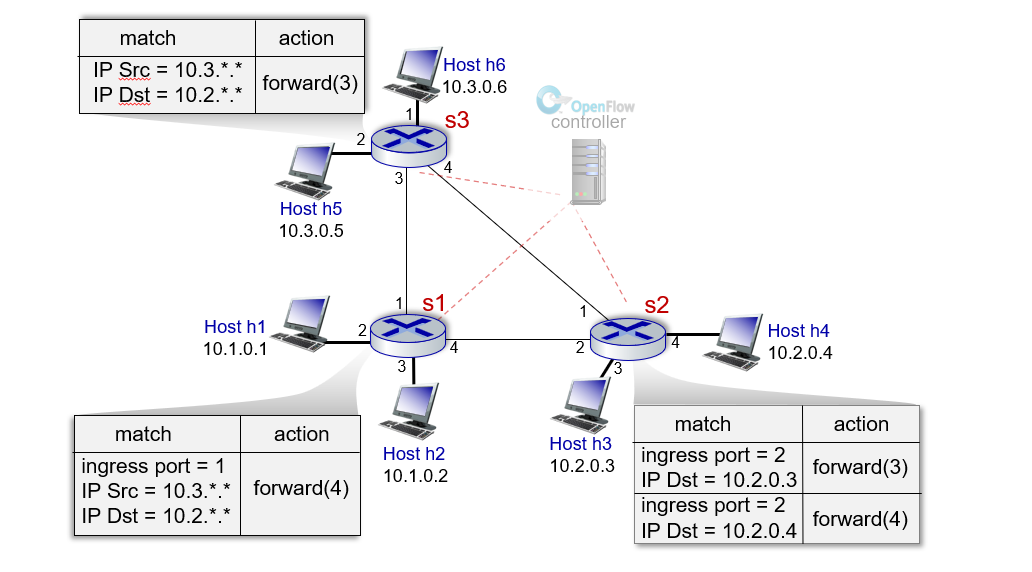 match action
IP Src = 10.3.*.*
IP Dst = 10.2.*.*
forward(3)
Host h6
10.3.0.6
1
s3
2
3
4
OpenFlow
controller
Host h5
10.3.0.5
1
s1
2
3
4
Host h1
10.1.0.1
Host h2
10.1.0.2
1
s2
2
3
4
Host h4
10.2.0.4
Host h3
10.2.0.3
match action
ingress port = 1
IP Src = 10.3.*.*
IP Dst = 10.2.*.*
forward(4)
match action
ingress port = 2
IP Dst = 10.2.0.3
forward(3)
ingress port = 2
IP Dst = 10.2.0.4
forward(4)